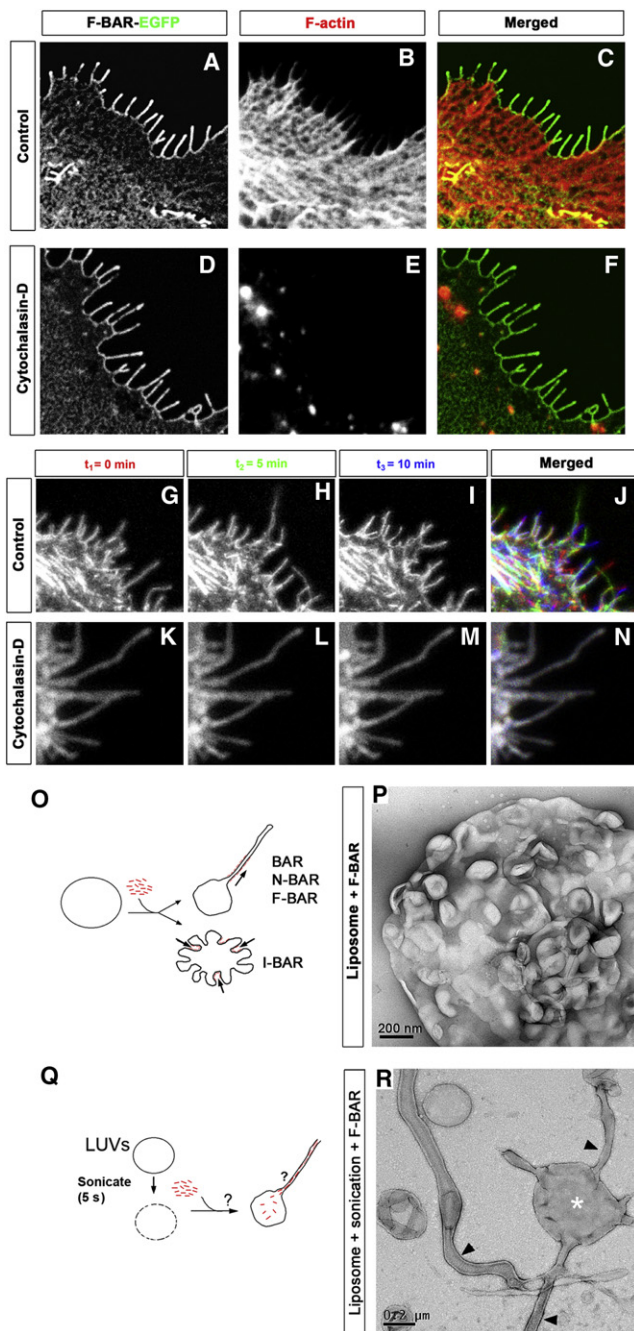 F-BAR-EGFP F-actin Merged
Control
A B C
Cytochalasin-D
D E F
t1= 0 min t2= 5 min t3= 10 min Merged
Control
G H I J
Cytochalasin-D
K L M N
O
BAR
N-BAR
F-BAR
I-BAR
Liposome + F-BAR
P
200 nm
Q
LUVs
Sonicate
(5 s)
?
?
Liposome + sonication + F-BAR
R
*
µm